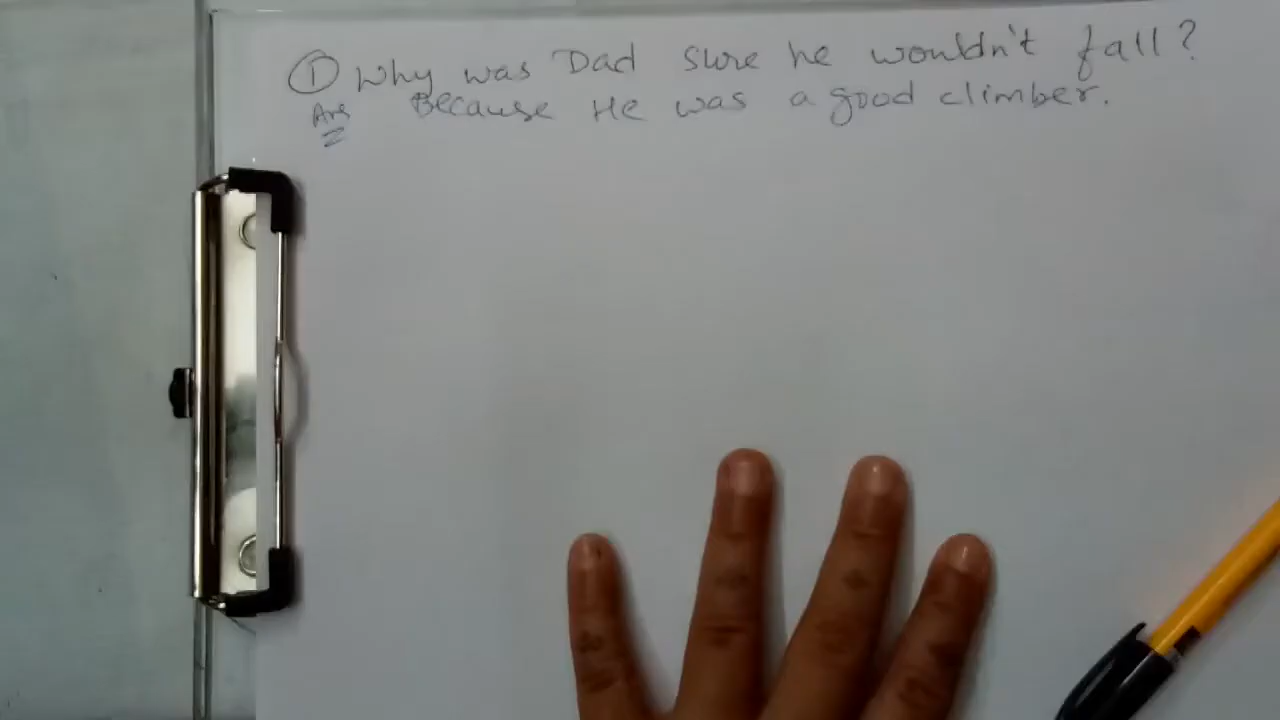 ① Why was Dad sure he wouldn't fall?
Ans Because He was a good climber.